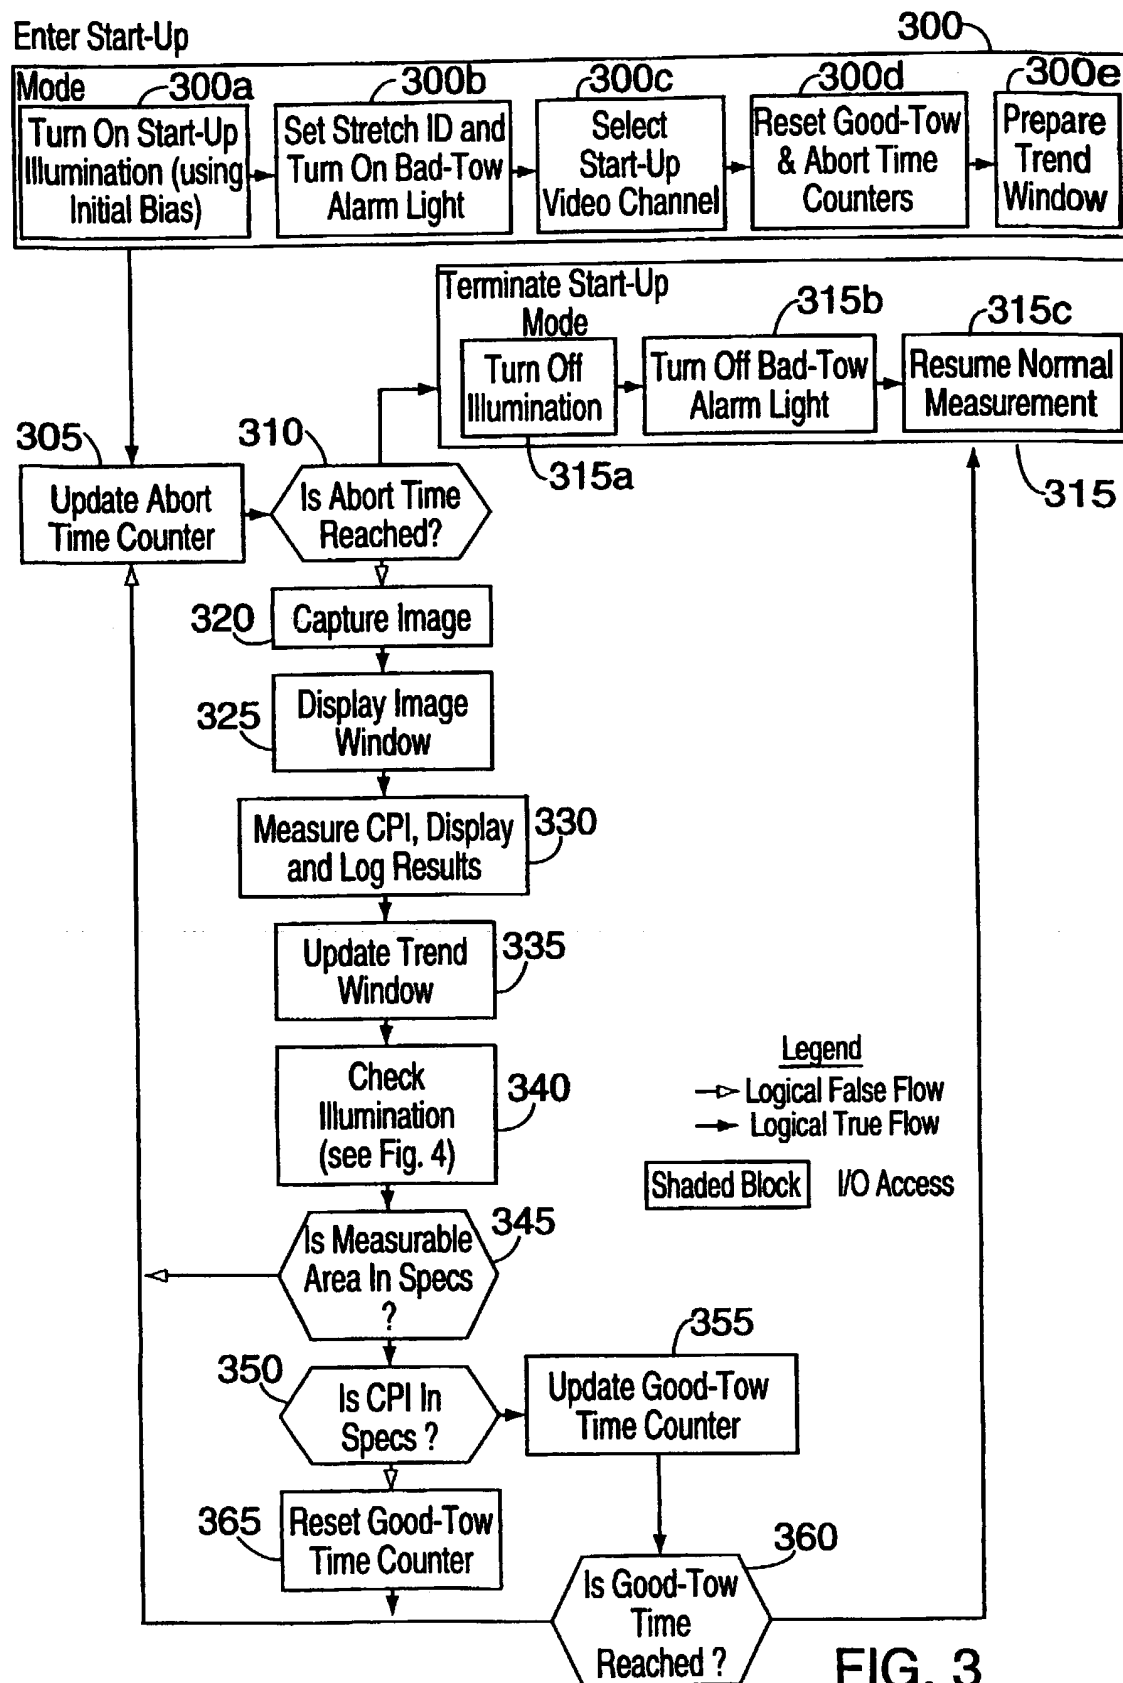 Enter Start-Up
300
Mode
300a
300b
300c
300d
300e
Turn On Start-Up
Illumination (using
Initial Bias)
Set Stretch ID and
Turn On Bad-Tow
Alarm Light
Select
Start-Up
Video Channel
Reset Good-Tow
& Abort Time
Counters
Prepare
Trend
Window
Terminate Start-Up
Mode
315b
315c
Turn Off
Illumination
Turn Off Bad-Tow
Alarm Light
Resume Normal
Measurement
315a
315
305
Update Abort
Time Counter
310
Is Abort Time
Reached?
320
Capture Image
325
Display Image
Window
Measure CPI, Display
and Log Results
330
Update Trend
Window
335
Check
Illumination
(see Fig. 4)
340
Legend
Logical False Flow
Logical True Flow
Shaded Block
I/O Access
Is Measurable
Area In Specs
?
345
350
Is CPI In
Specs ?
355
Update Good-Tow
Time Counter
365
Reset Good-Tow
Time Counter
360
Is Good-Tow
Time
Reached ?
FIG. 3